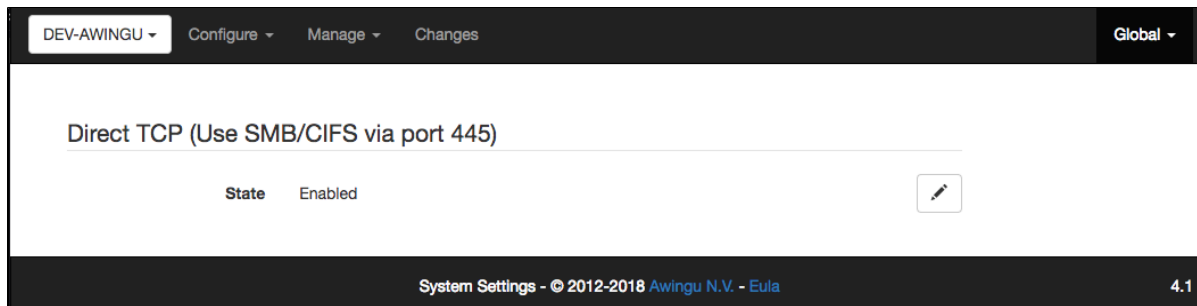 DEV-AWINGU Configure Manage Changes Global
Direct TCP (Use SMB/CIFS via port 445)
State Enabled
System Settings - © 2012-2018 Awingu N.V. - Eula 4.1